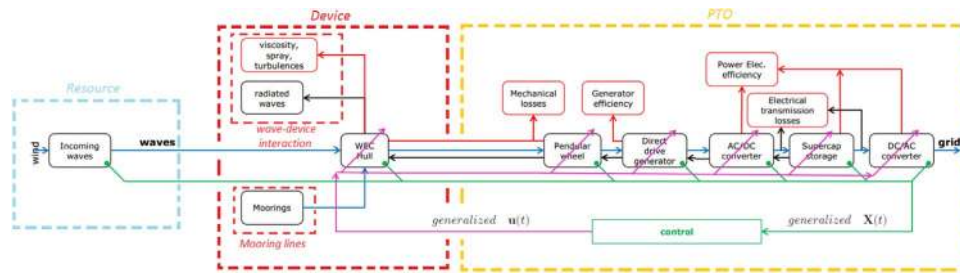 Device
PTO
Resource
viscosity,
spray,
turbulences
radiated
waves
wave-device
interaction
Mechanical
losses
Generator
efficiency
Power Elec.
efficiency
Electrical
transmission
losses
wind
Incoming
waves
waves
WEC
Hull
Pendular
wheel
Direct
drive
generator
AC/DC
converter
Supercap
storage
DC/AC
converter
grid
Moorings
Mooring lines
generalized u(t)
control
generalized X(t)